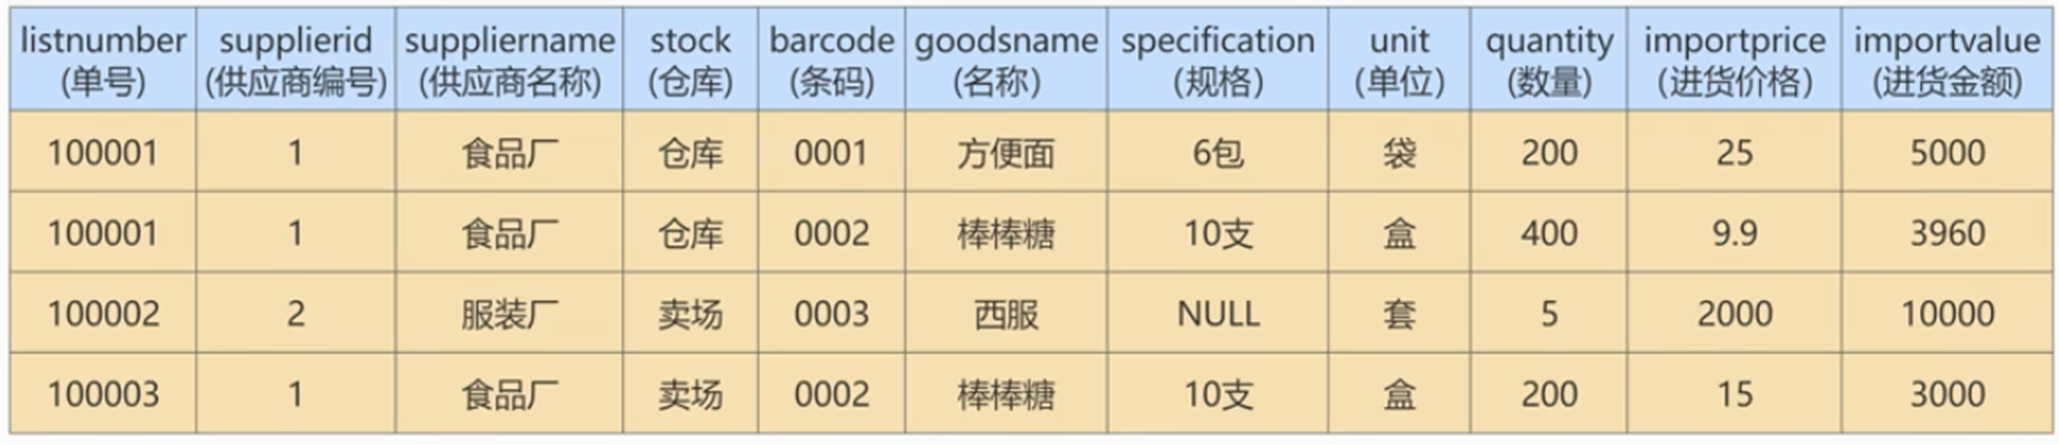 listnumber supplierid suppliername stock barcode goodsname specification unit quantity importprice importvalue
(单号) (供应商编号) (供应商名称) (仓库) (条码) (名称) (规格) (单位) (数量) (进货价格) (进货金额)
100001 1 食品厂 仓库 0001 方便面 6包 袋 200 25 5000
100001 1 食品厂 仓库 0002 棒棒糖 10支 盒 400 9.9 3960
100002 2 服装厂 卖场 0003 西服 NULL 套 5 2000 10000
100003 1 食品厂 卖场 0002 棒棒糖 10支 盒 200 15 3000